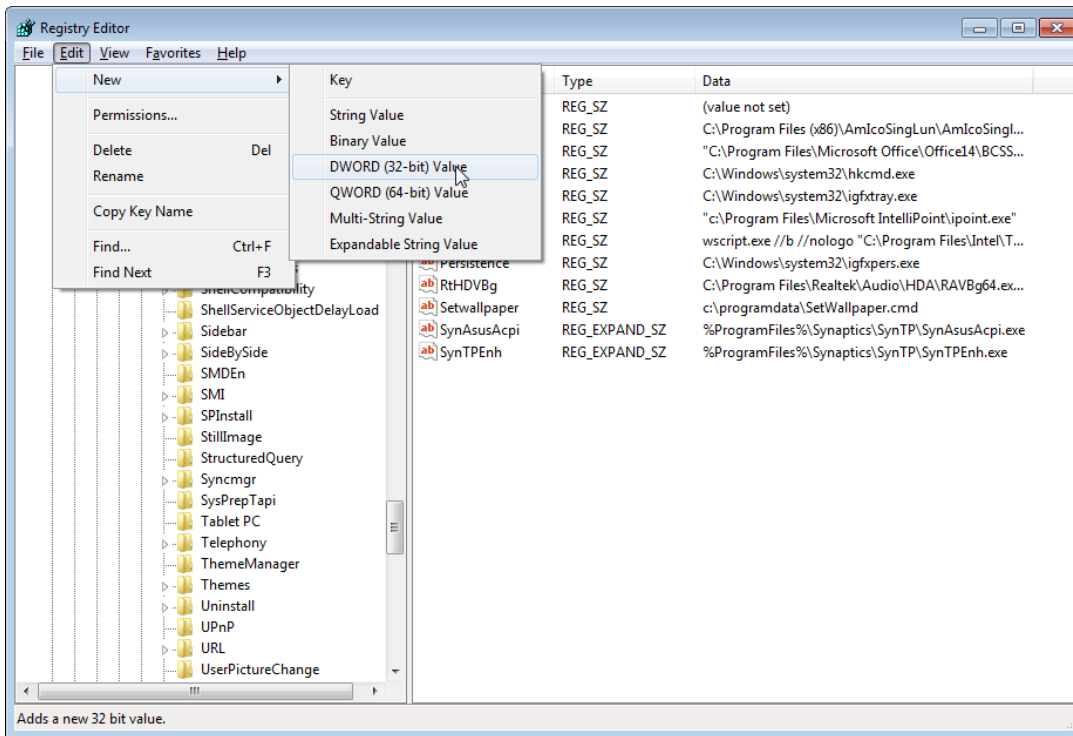 Registry Editor
File Edit View Favorites Help
New
Permissions...
Delete Del
Rename
Copy Key Name
Find... Ctrl+F
Find Next F3
Key
String Value
Binary Value
DWORD (32-bit) Value
QWORD (64-bit) Value
Multi-String Value
Expandable String Value
ShellCompatibility
ShellServiceObjectDelayLoad
Sidebar
SideBySide
SMDEn
SMI
SPInstall
StillImage
StructuredQuery
Syncmgr
SysPrepTapi
Tablet PC
Telephony
ThemeManager
Themes
Uninstall
UPnP
URL
UserPictureChange
Type Data
REG_SZ (value not set)
REG_SZ C:\Program Files (x86)\AmIcoSingLun\AmIcoSingl...
REG_SZ "C:\Program Files\Microsoft Office\Office14\BCSS...
REG_SZ C:\Windows\system32\hkcmd.exe
REG_SZ C:\Windows\system32\igfxtray.exe
REG_SZ "c:\Program Files\Microsoft IntelliPoint\ipoint.exe"
REG_SZ wscript.exe //b //nologo "C:\Program Files\Intel\T...
Persistence REG_SZ C:\Windows\system32\igfxpers.exe
RtHDVBg REG_SZ C:\Program Files\Realtek\Audio\HDA\RAVBg64.ex...
Setwallpaper REG_SZ c:\programdata\SetWallpaper.cmd
SynAsusAcpi REG_EXPAND_SZ %ProgramFiles%\Synaptics\SynTP\SynAsusAcpi.exe
SynTPEnh REG_EXPAND_SZ %ProgramFiles%\Synaptics\SynTP\SynTPEnh.exe
Adds a new 32 bit value.